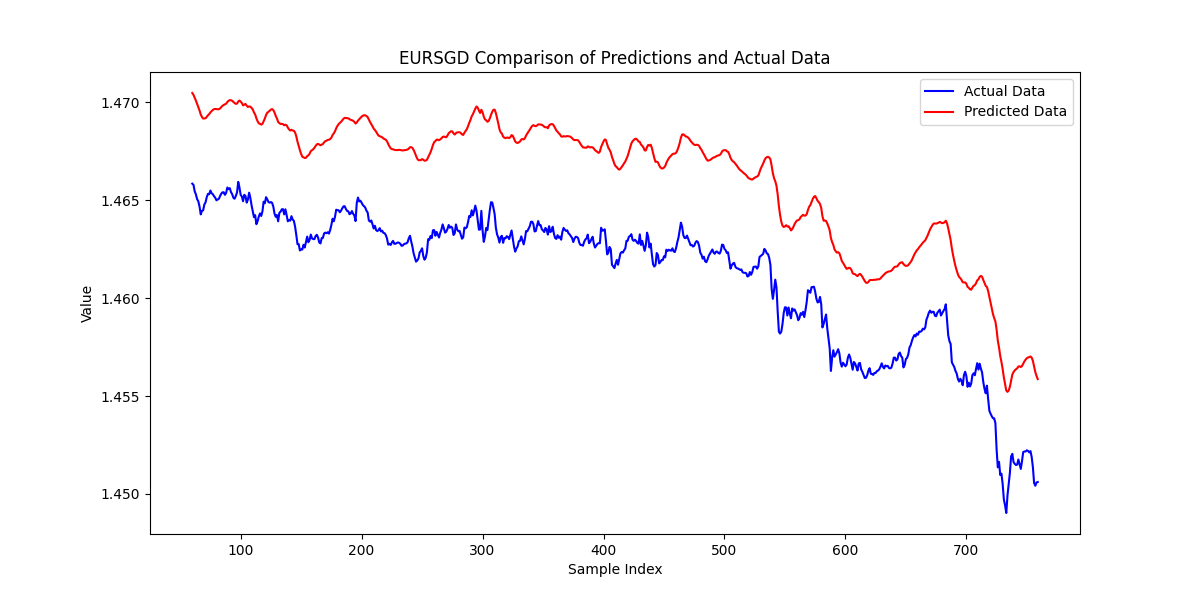 EURSGD Comparison of Predictions and Actual Data
Actual Data
Predicted Data
1.470
1.465
1.460
1.455
1.450
Value
100
200
300
400
500
600
700
Sample Index